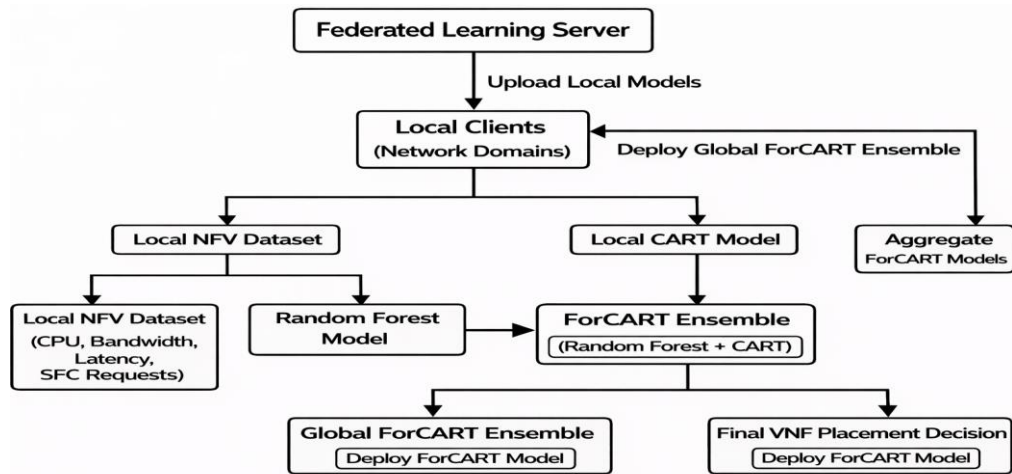 Federated Learning Server
Upload Local Models
Local Clients
(Network Domains)
Deploy Global ForCART Ensemble
Local NFV Dataset
Local CART Model
Aggregate
ForCART Models
Local NFV Dataset
(CPU, Bandwidth,
Latency,
SFC Requests)
Random Forest
Model
ForCART Ensemble
(Random Forest + CART)
Global ForCART Ensemble
Deploy ForCART Model
Final VNF Placement Decision
Deploy ForCART Model